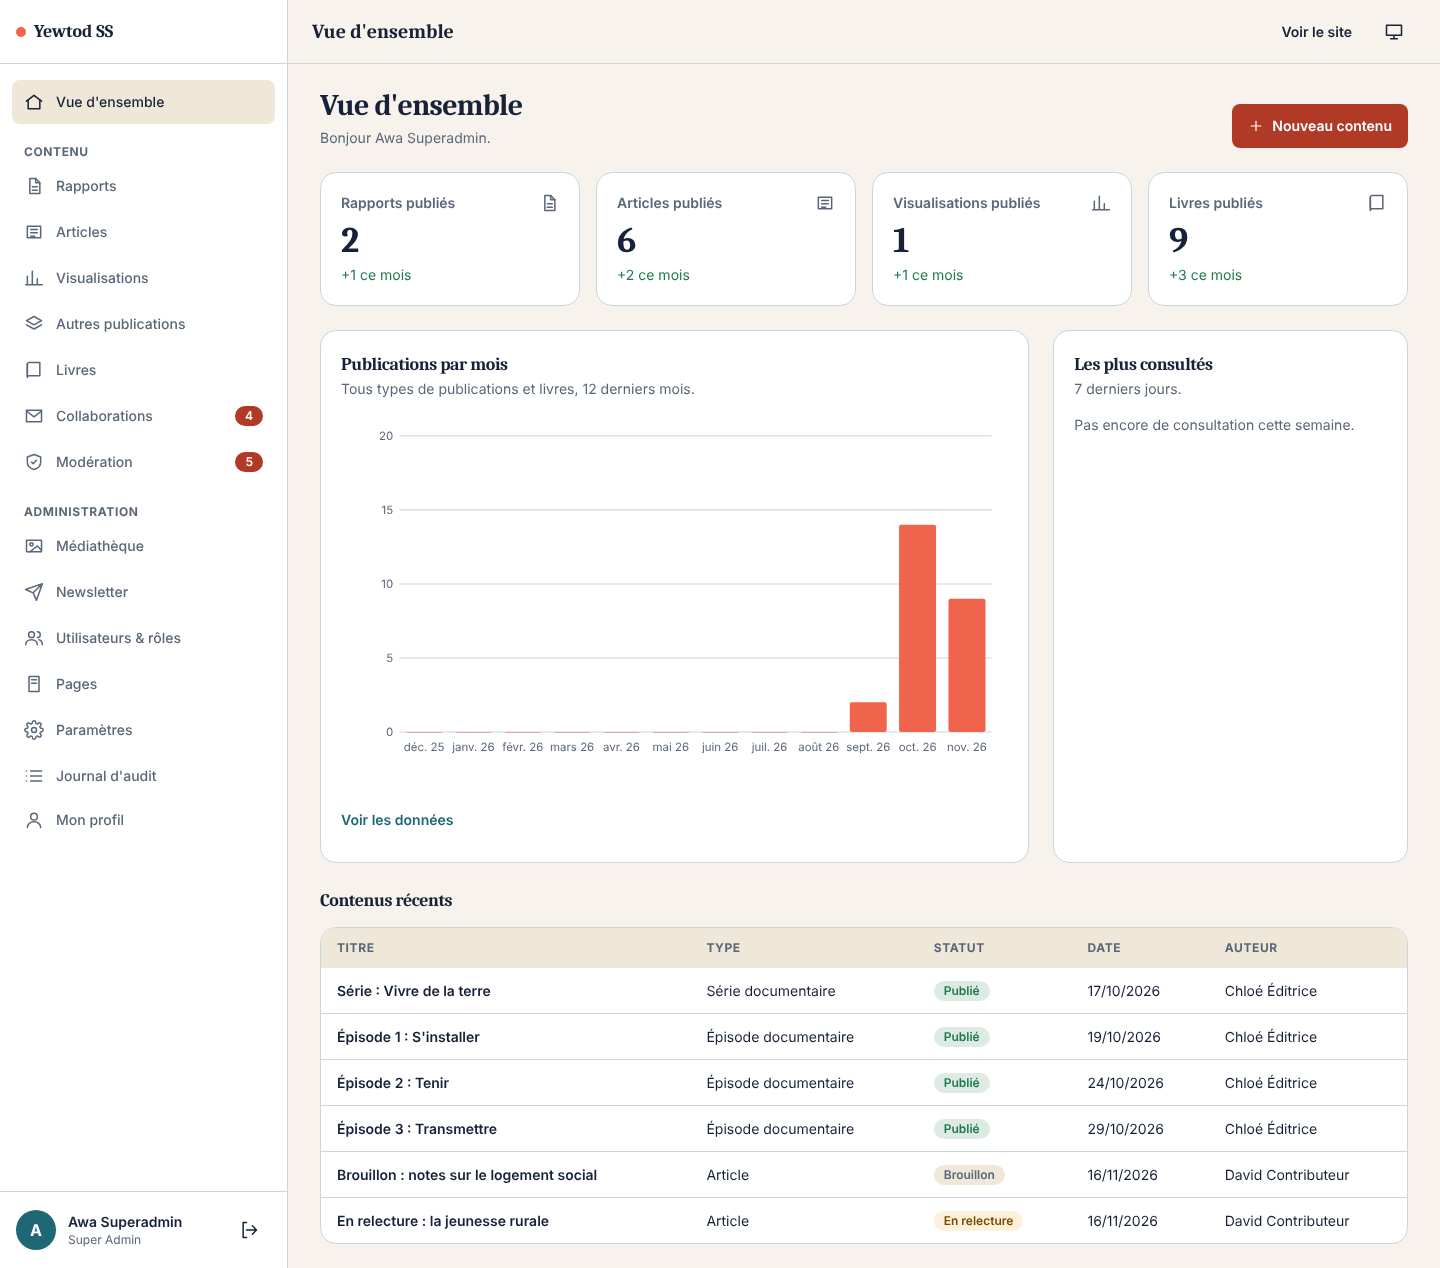 Yewtod SS
Vue d'ensemble
Voir le site
Vue d'ensemble
CONTENU
Rapports
Articles
Visualisations
Autres publications
Livres
Collaborations 4
Modération 5
ADMINISTRATION
Médiathèque
Newsletter
Utilisateurs & rôles
Pages
Paramètres
Journal d'audit
Mon profil
A
Awa Superadmin
Super Admin
Vue d'ensemble
Bonjour Awa Superadmin.
Nouveau contenu
Rapports publiés
2
+1 ce mois
Articles publiés
6
+2 ce mois
Visualisations publiés
1
+1 ce mois
Livres publiés
9
+3 ce mois
Publications par mois
Tous types de publications et livres, 12 derniers mois.
20
15
10
5
0
déc. 25 janv. 26 févr. 26 mars 26 avr. 26 mai 26 juin 26 juil. 26 août 26 sept. 26 oct. 26 nov. 26
Voir les données
Les plus consultés
7 derniers jours.
Pas encore de consultation cette semaine.
Contenus récents
TITRE TYPE STATUT DATE AUTEUR
Série : Vivre de la terre Série documentaire Publié 17/10/2026 Chloé Éditrice
Épisode 1 : S'installer Épisode documentaire Publié 19/10/2026 Chloé Éditrice
Épisode 2 : Tenir Épisode documentaire Publié 24/10/2026 Chloé Éditrice
Épisode 3 : Transmettre Épisode documentaire Publié 29/10/2026 Chloé Éditrice
Brouillon : notes sur le logement social Article Brouillon 16/11/2026 David Contributeur
En relecture : la jeunesse rurale Article En relecture 16/11/2026 David Contributeur